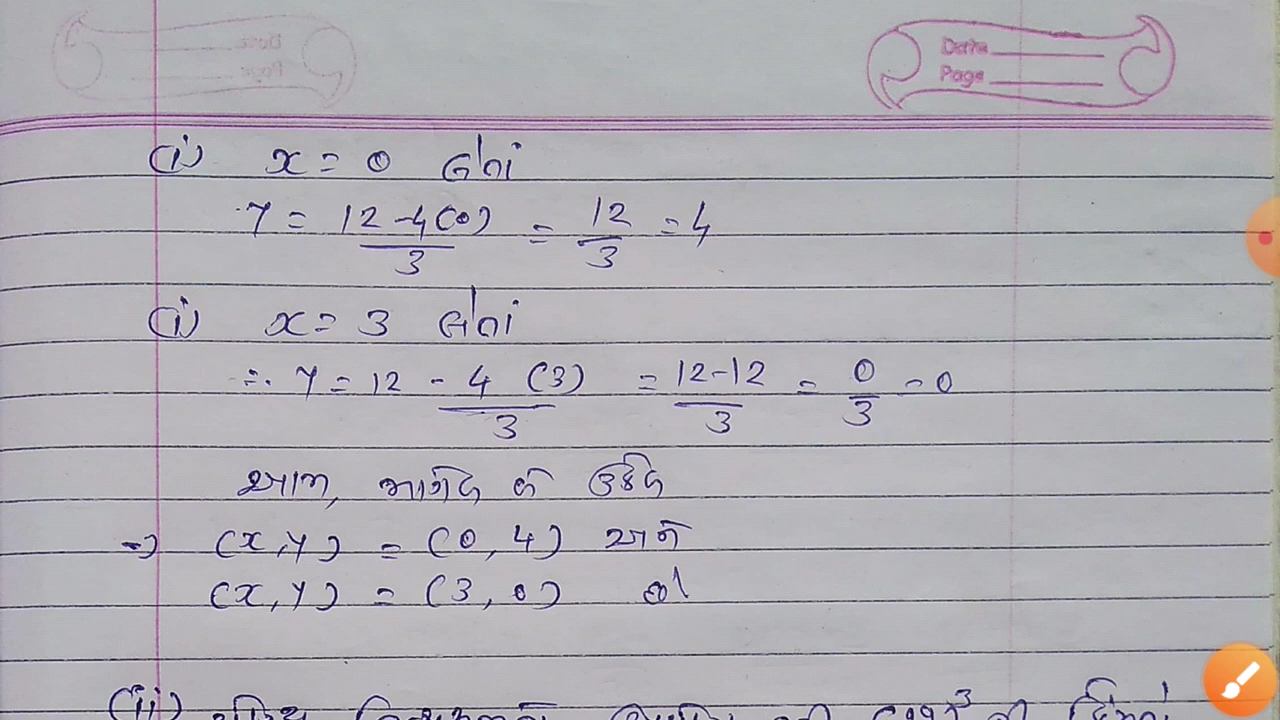 Date
Page
(i) x = 0 લેતાં
y = 12 - 4(0) / 3 = 12/3 = 4
(i) x = 3 લેતાં
∴ y = 12 - 4 (3) / 3 = 12-12 / 3 = 0/3 = 0
આમ, માંગેલ બે ઉકેલ
→ (x, y) = (0, 4) અને
(x, y) = (3, 0) છે
(ii)